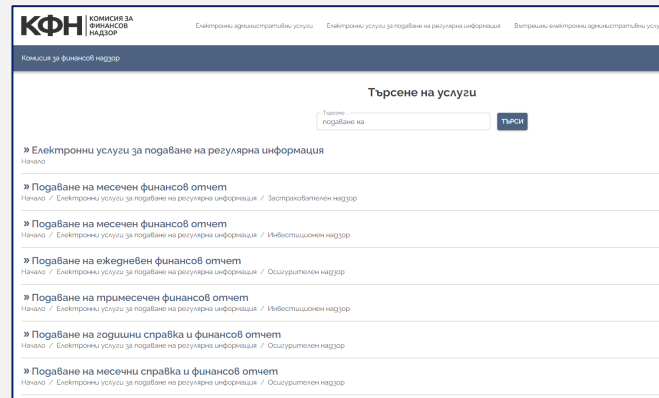 КФН КОМИСИЯ ЗА
ФИНАНСОВ
НАДЗОР
Електронни административни услуги Електронни услуги за подаване на регулярна информация Вътрешни електронни административни услу
Комисия за финансов надзор
Търсене на услуги
Търсене ...
подаване на
ТЪРСИ
» Електронни услуги за подаване на регулярна информация
Начало
» Подаване на месечен финансов отчет
Начало / Електронни услуги за подаване на регулярна информация / Застрахователен надзор
» Подаване на месечен финансов отчет
Начало / Електронни услуги за подаване на регулярна информация / Инвестиционен надзор
» Подаване на ежедневен финансов отчет
Начало / Електронни услуги за подаване на регулярна информация / Осигурителен надзор
» Подаване на тримесечен финансов отчет
Начало / Електронни услуги за подаване на регулярна информация / Инвестиционен надзор
» Подаване на годишни справка и финансов отчет
Начало / Електронни услуги за подаване на регулярна информация / Осигурителен надзор
» Подаване на месечни справка и финансов отчет
Начало / Електронни услуги за подаване на регулярна информация / Осигурителен надзор